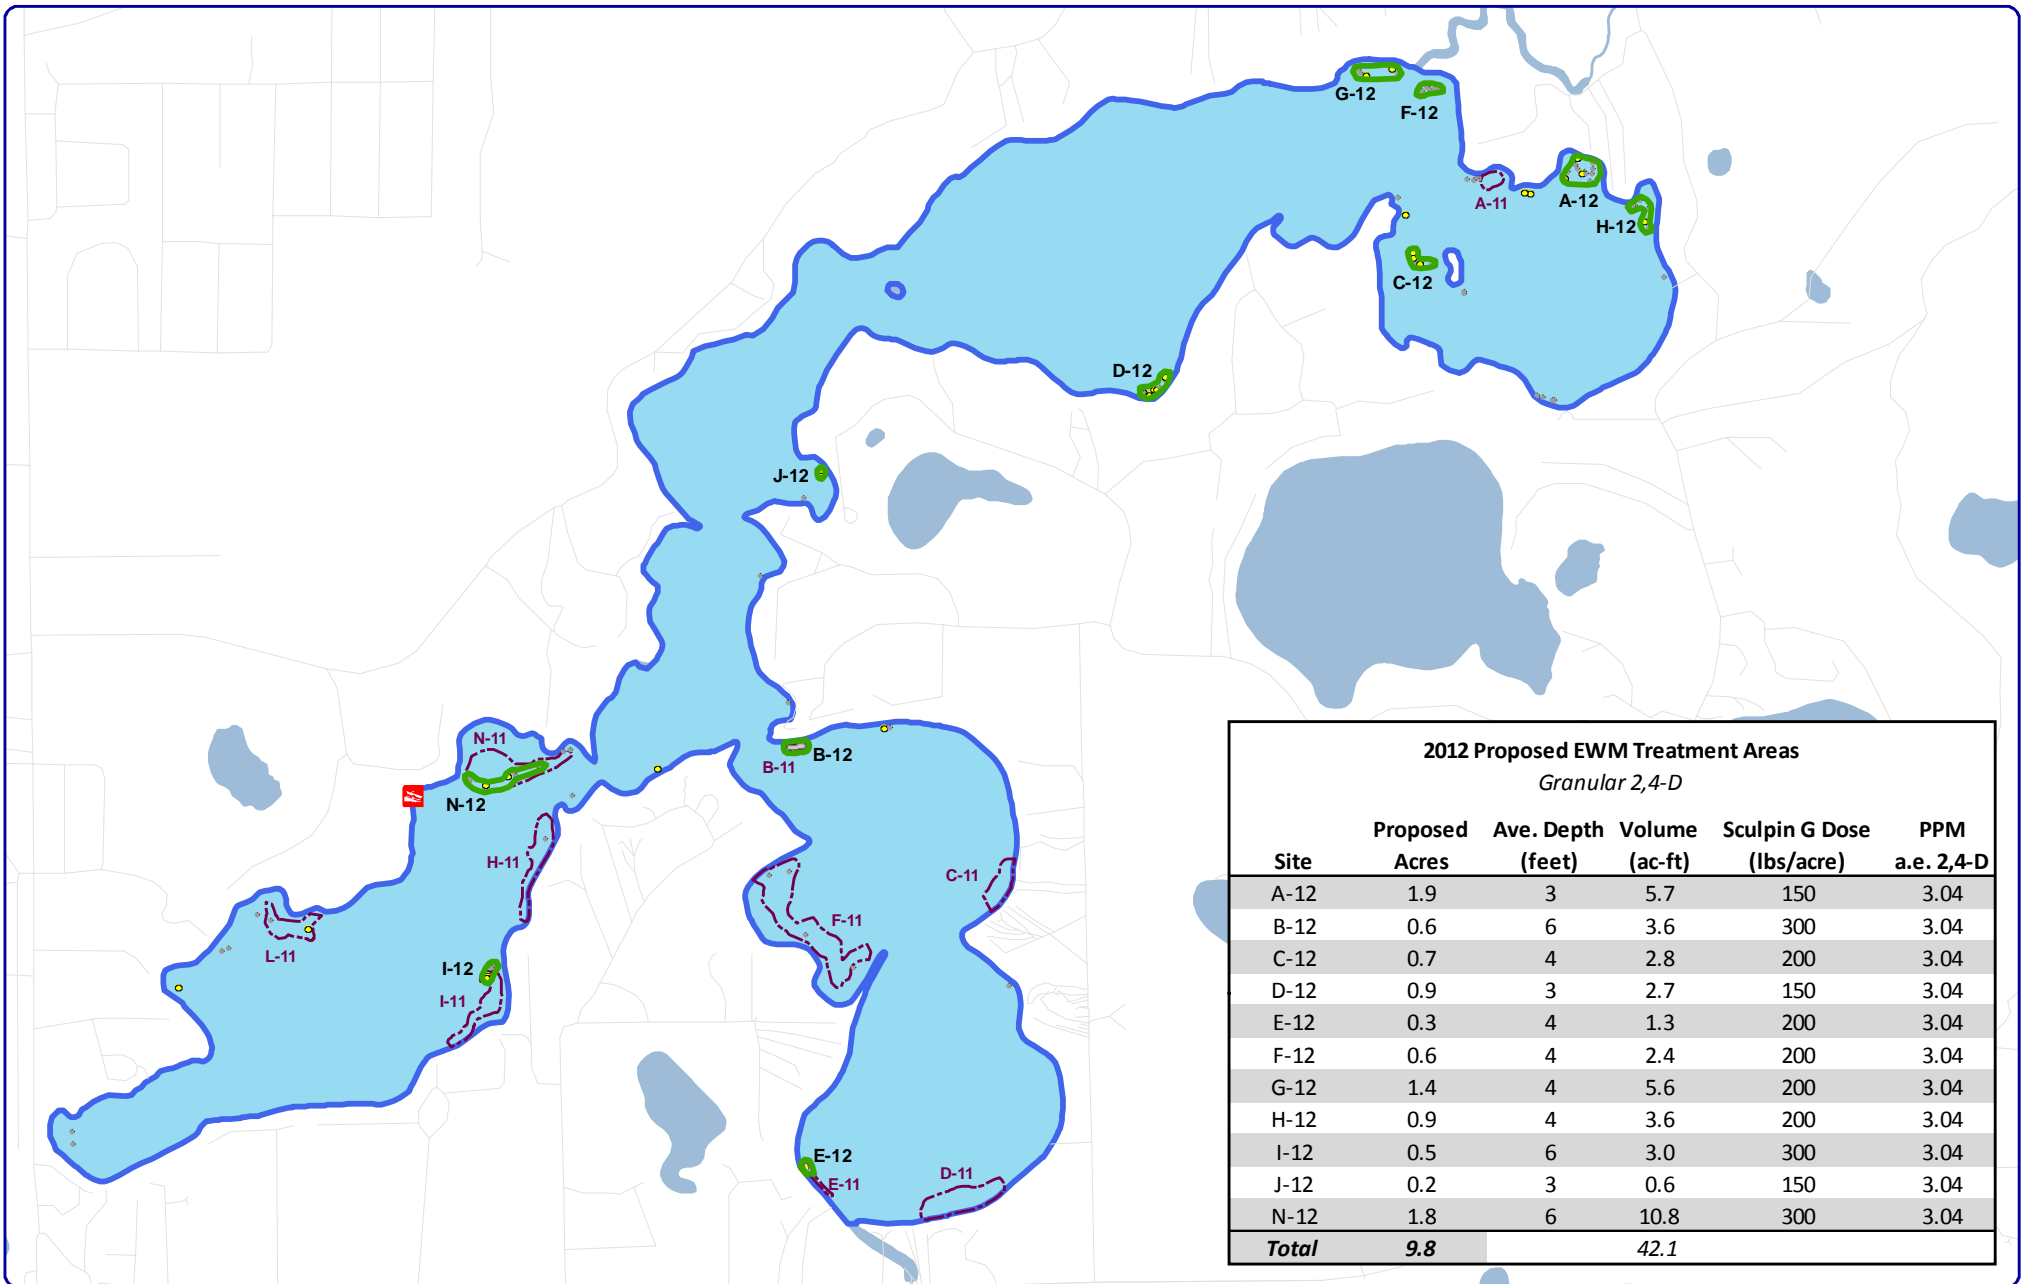 G-12
F-12
A-11
A-12
H-12
C-12
D-12
J-12
N-11
B-12
B-11
N-12
H-11
C-11
F-11
L-11
I-12
I-11
E-12
E-11
D-11
2012 Proposed EWM Treatment Areas
Granular 2,4-D
Proposed Ave. Depth Volume Sculpin G Dose PPM
Site Acres (feet) (ac-ft) (lbs/acre) a.e. 2,4-D
A-12 1.9 3 5.7 150 3.04
B-12 0.6 6 3.6 300 3.04
C-12 0.7 4 2.8 200 3.04
D-12 0.9 3 2.7 150 3.04
E-12 0.3 4 1.3 200 3.04
F-12 0.6 4 2.4 200 3.04
G-12 1.4 4 5.6 200 3.04
H-12 0.9 4 3.6 200 3.04
I-12 0.5 6 3.0 300 3.04
J-12 0.2 3 0.6 150 3.04
N-12 1.8 6 10.8 300 3.04
Total 9.8 42.1